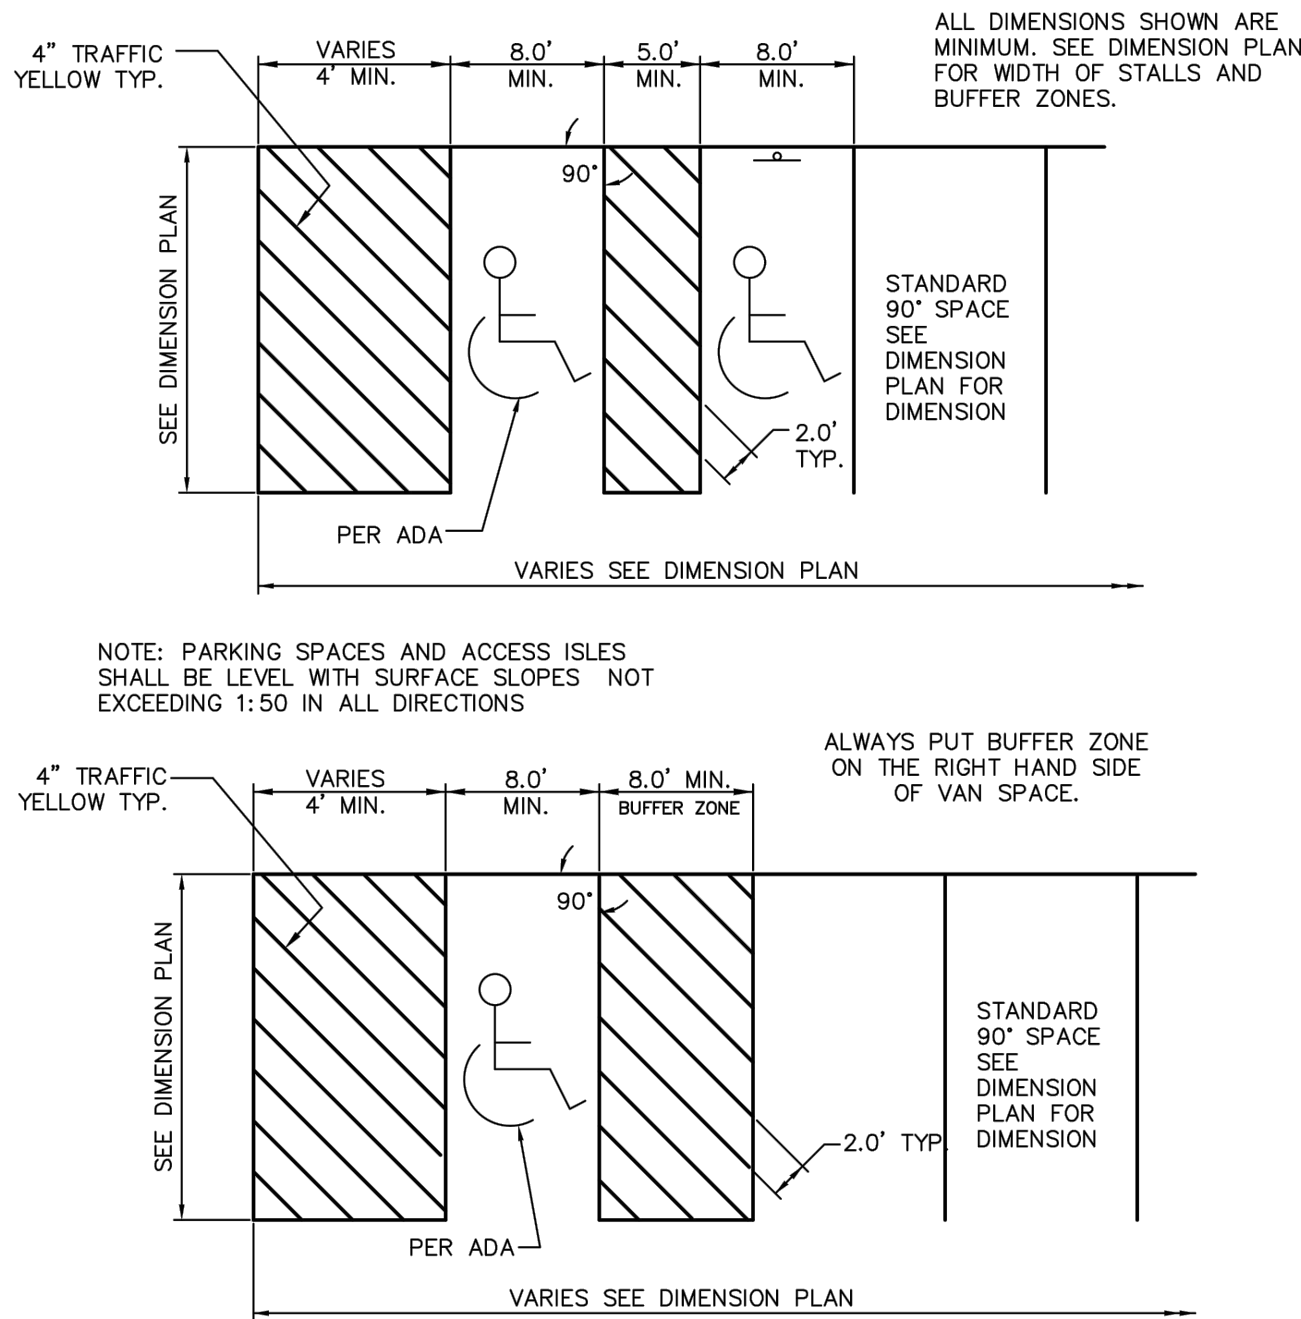 4” TRAFFIC
YELLOW TYP.
VARIES
4' MIN.
8.0'
MIN.
5.0'
MIN.
8.0'
MIN.
ALL DIMENSIONS SHOWN ARE
MINIMUM. SEE DIMENSION PLAN
FOR WIDTH OF STALLS AND
BUFFER ZONES.
SEE DIMENSION PLAN
90°
STANDARD
90° SPACE
SEE
DIMENSION
PLAN FOR
DIMENSION
2.0'
TYP.
PER ADA
VARIES SEE DIMENSION PLAN
NOTE: PARKING SPACES AND ACCESS ISLES
SHALL BE LEVEL WITH SURFACE SLOPES NOT
EXCEEDING 1:50 IN ALL DIRECTIONS
ALWAYS PUT BUFFER ZONE
ON THE RIGHT HAND SIDE
OF VAN SPACE.
4” TRAFFIC
YELLOW TYP.
VARIES
4' MIN.
8.0'
MIN.
8.0' MIN.
BUFFER ZONE
SEE DIMENSION PLAN
90°
STANDARD
90° SPACE
SEE
DIMENSION
PLAN FOR
DIMENSION
2.0' TYP.
PER ADA
VARIES SEE DIMENSION PLAN